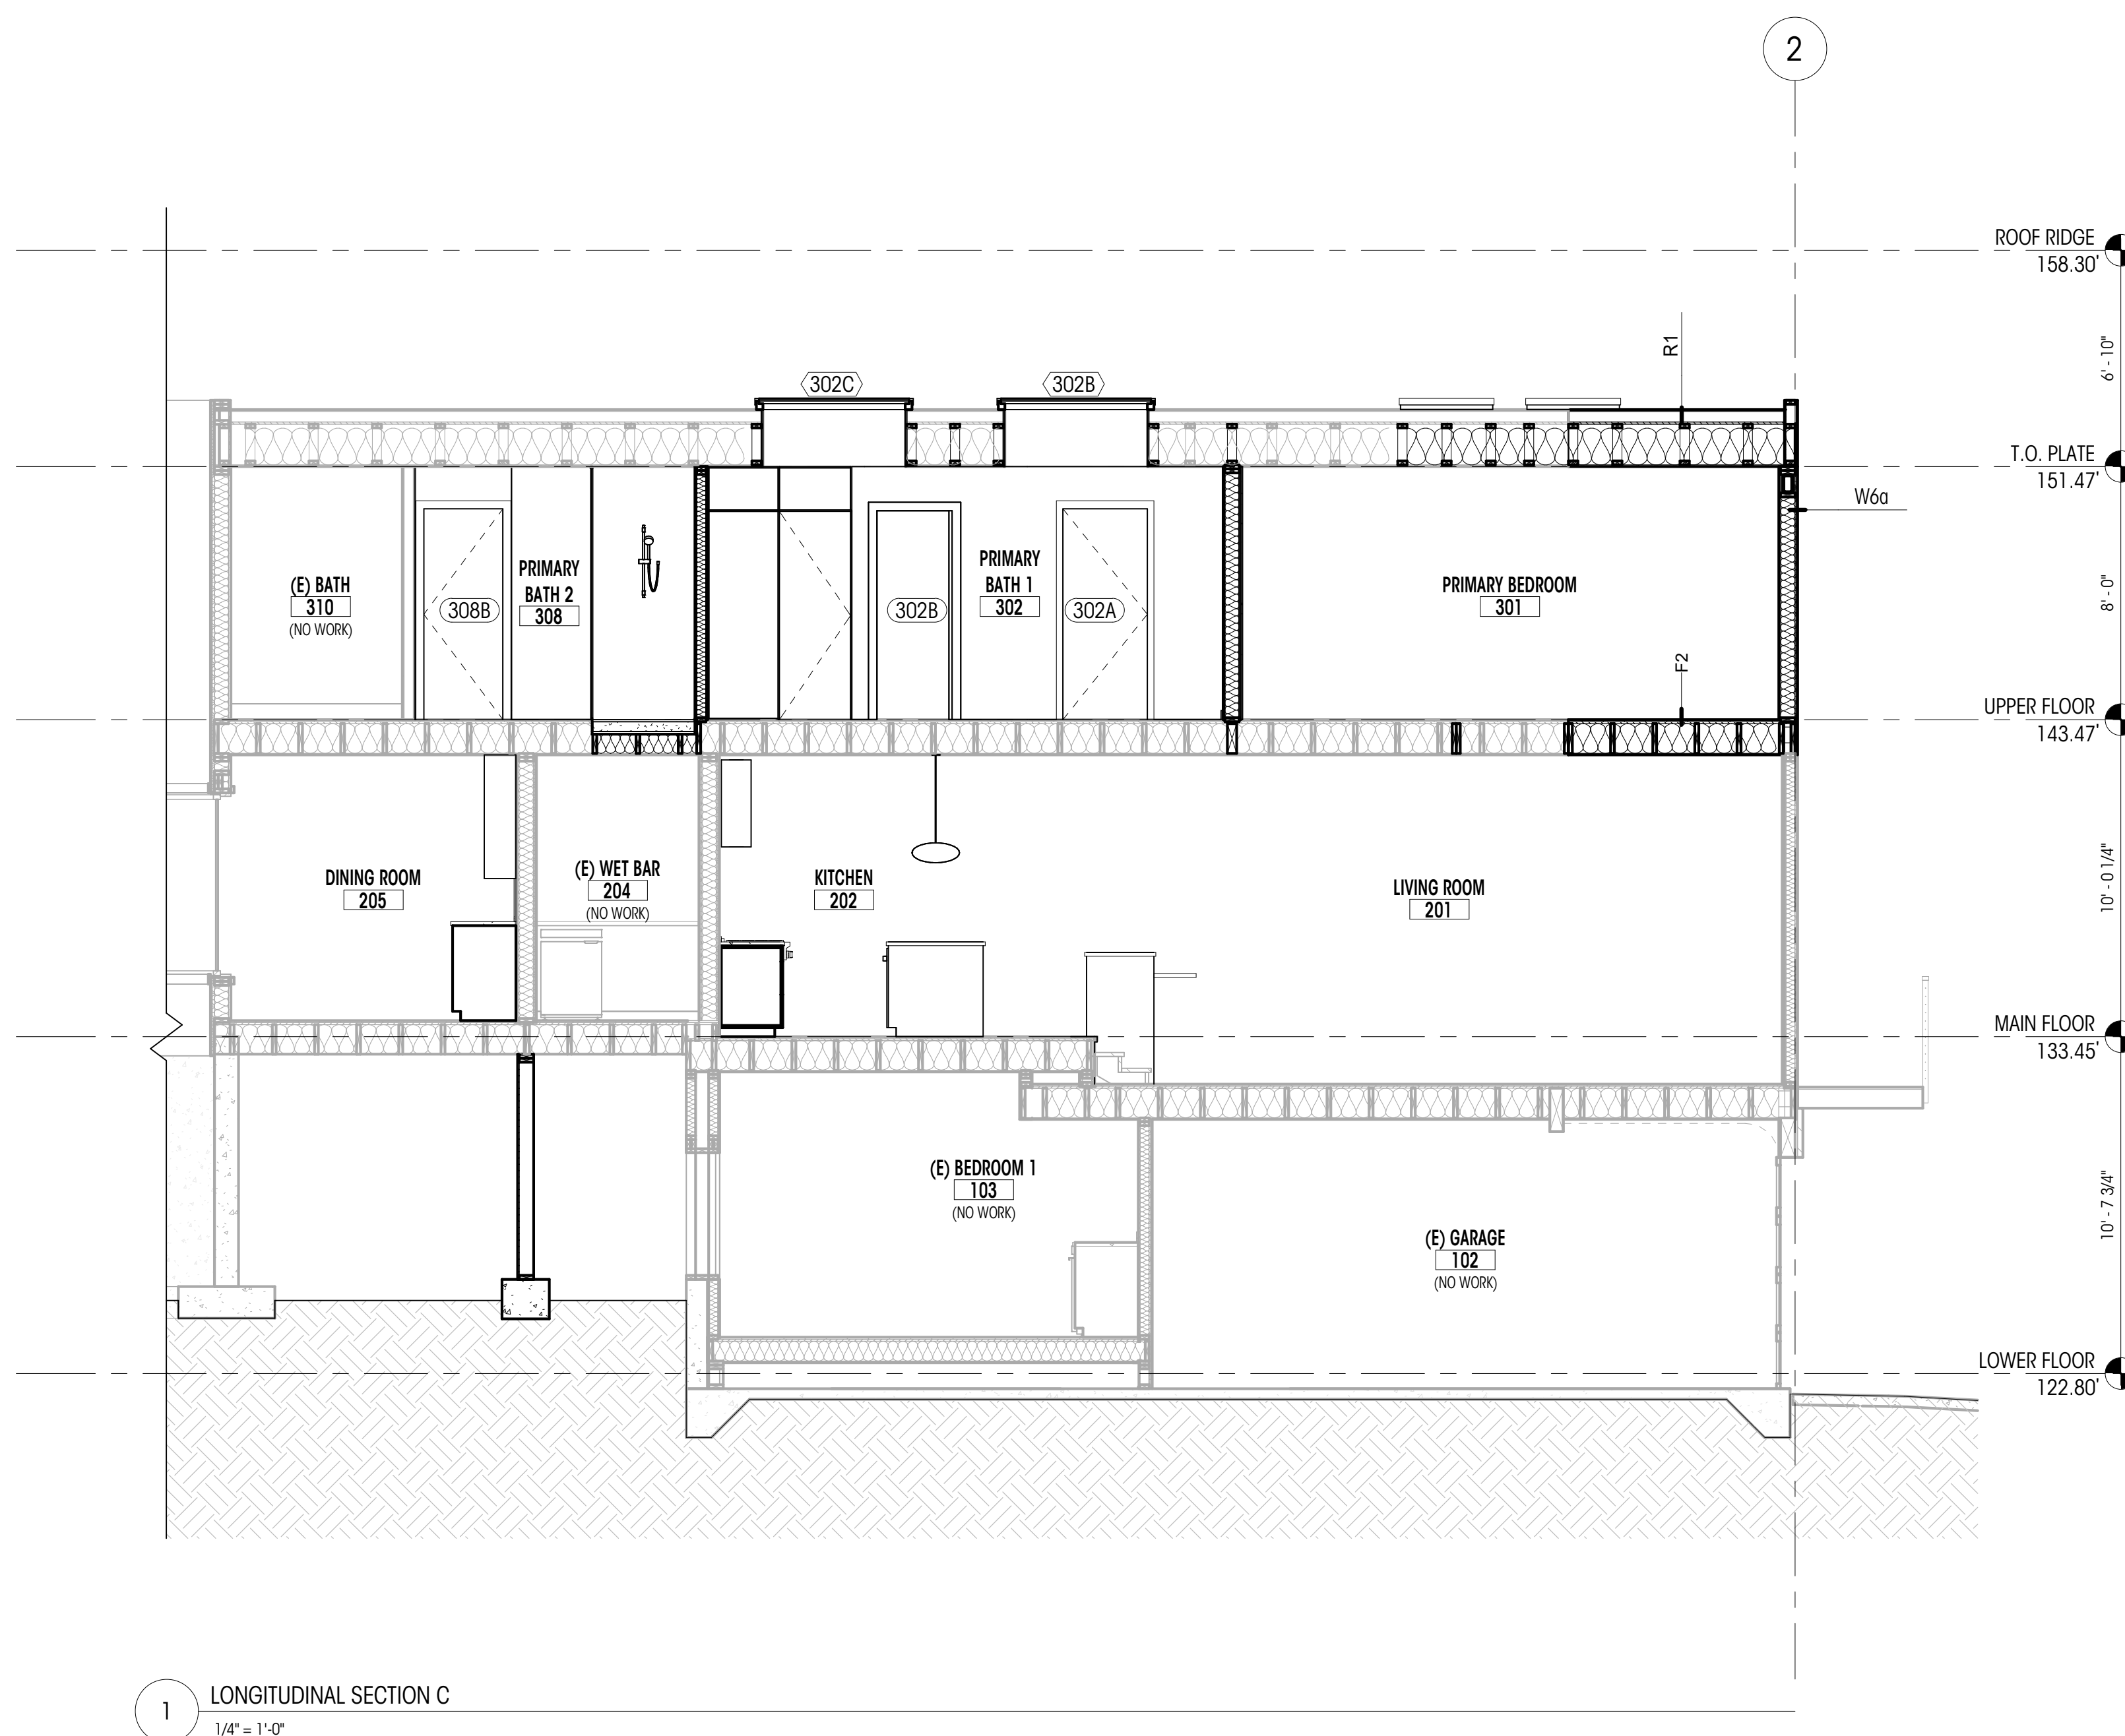 2
ROOF RIDGE
158.30'
6' - 10"
R1
302C
302B
T.O. PLATE
151.47'
W6a
8' - 0"
(E) BATH
310
(NO WORK)
308B
PRIMARY
BATH 2
308
302B
PRIMARY
BATH 1
302
302A
PRIMARY BEDROOM
301
F2
UPPER FLOOR
143.47'
10' - 0 1/4"
DINING ROOM
205
(E) WET BAR
204
(NO WORK)
KITCHEN
202
LIVING ROOM
201
MAIN FLOOR
133.45'
10' - 7 3/4"
(E) BEDROOM 1
103
(NO WORK)
(E) GARAGE
102
(NO WORK)
LOWER FLOOR
122.80'
1
LONGITUDINAL SECTION C
1/4" = 1'-0"